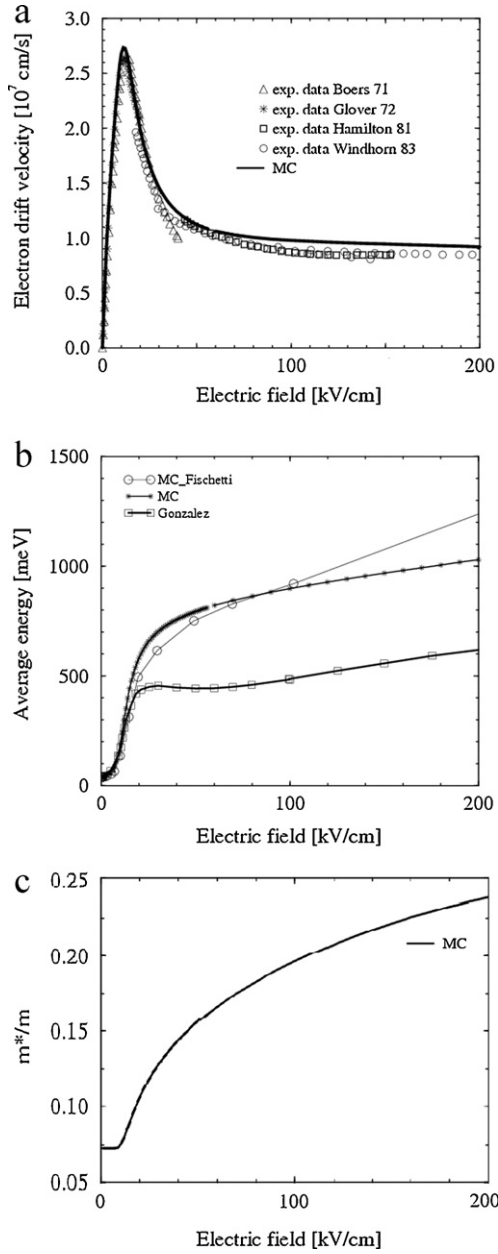 a
3.0
2.5
2.0
1.5
1.0
0.5
0.0
Electron drift velocity [10⁷ cm/s]
exp. data Boers 71
exp. data Glover 72
exp. data Hamilton 81
exp. data Windhorn 83
MC
0 100 200
Electric field [kV/cm]
b
1500
1000
500
0
Average energy [meV]
MC_Fischetti
MC
Gonzalez
0 100 200
Electric field [kV/cm]
c
0.25
0.20
0.15
0.10
0.05
m*/m
MC
0 100 200
Electric field [kV/cm]